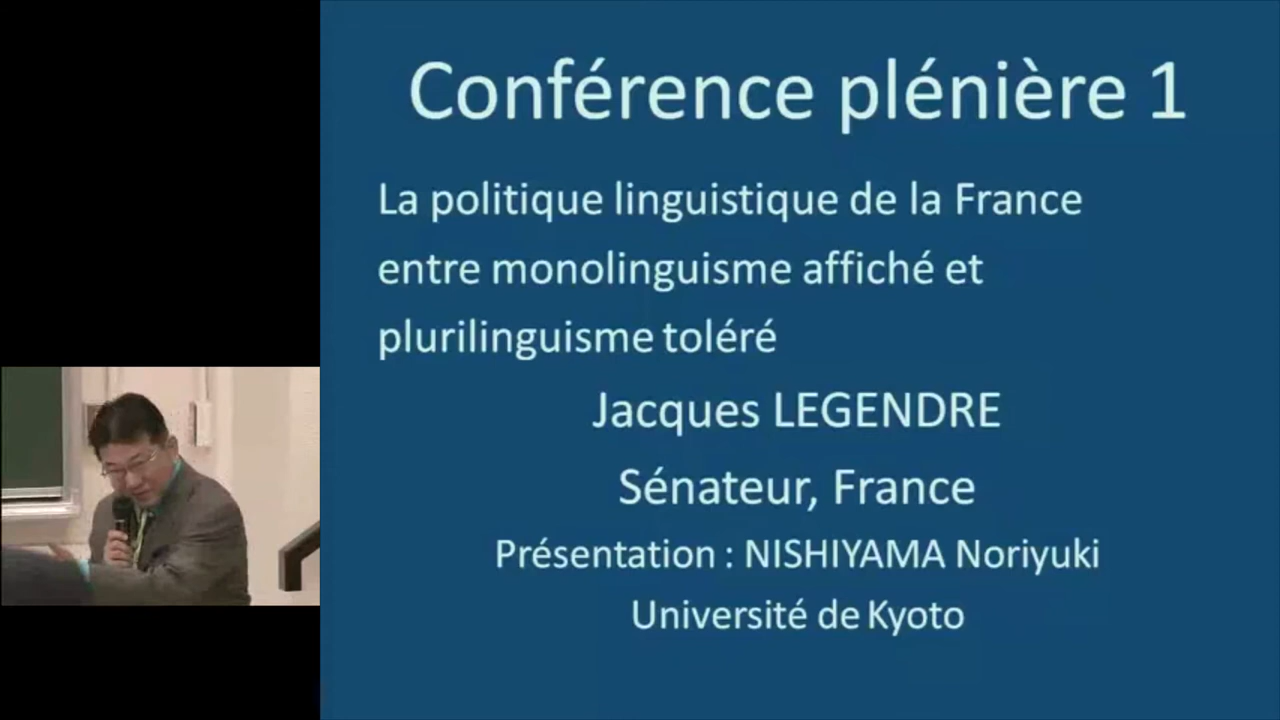 Conférence plénière 1
La politique linguistique de la France
entre monolinguisme affiché et
plurilinguisme toléré
Jacques LEGENDRE
Sénateur, France
Présentation : NISHIYAMA Noriyuki
Université de Kyoto